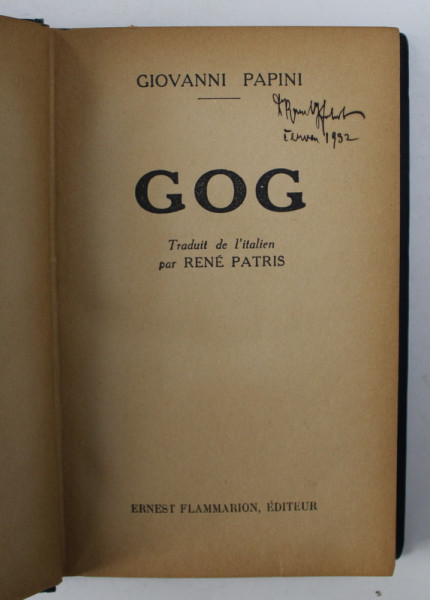 GIOVANNI PAPINI
1932
GOG
Traduit de l'italien
par RENÉ PATRIS
ERNEST FLAMMARION, ÉDITEUR